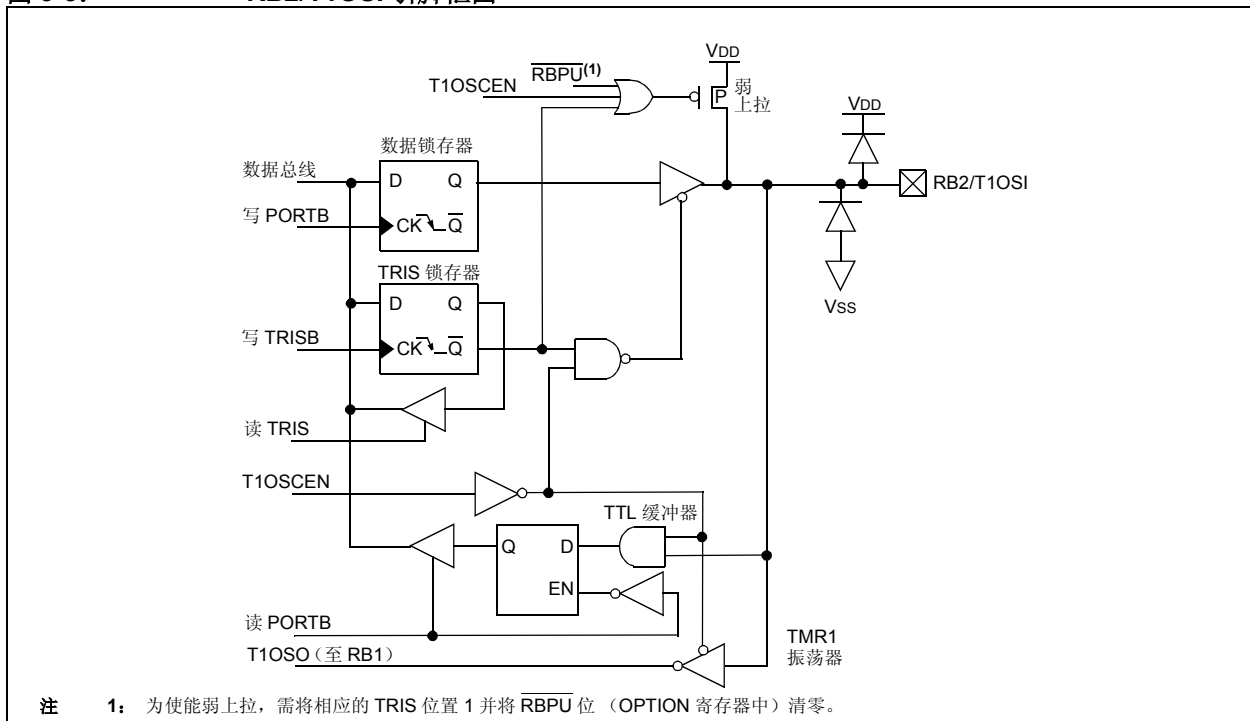 VDD
RBPU(1)
T1OSCEN
P
弱
上拉
VDD
数据锁存器
数据总线
D Q
RB2/T1OSI
写 PORTB
CK Q
TRIS 锁存器
VSS
D Q
写 TRISB
CK Q
读 TRIS
T1OSCEN
TTL 缓冲器
Q D
EN
读 PORTB
TMR1
振荡器
T1OSO（至 RB1）
注 1： 为使能弱上拉，需将相应的 TRIS 位置 1 并将 RBPU 位 （OPTION 寄存器中）清零。